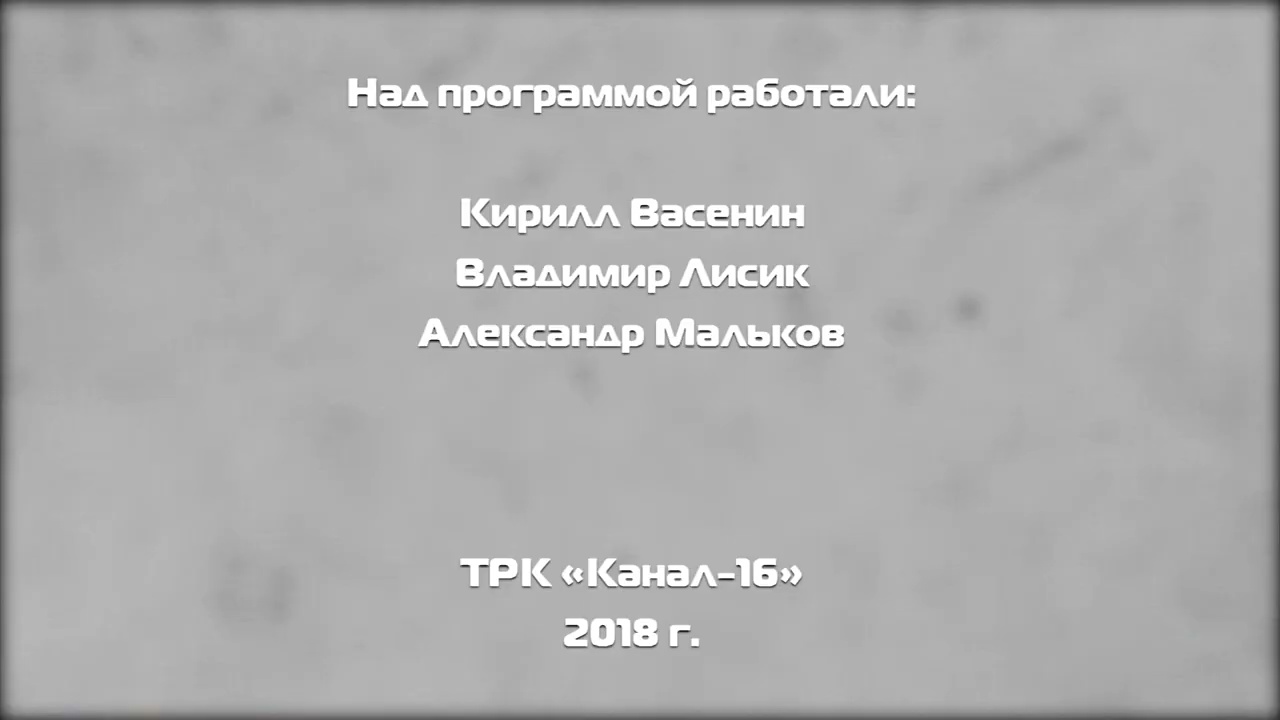 Над программой работали:
Кирилл Васенин
Владимир Лисик
Александр Мальков
ТРК «Канал-16»
2018 г.